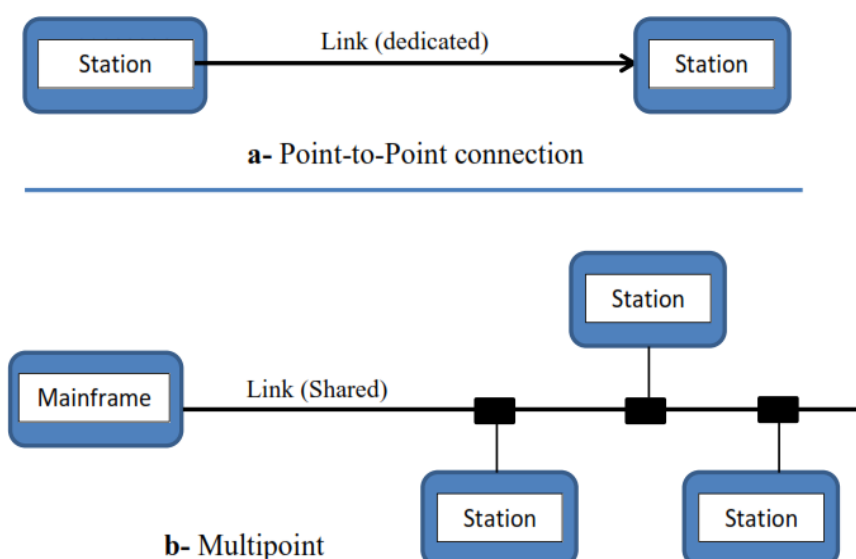 Link (dedicated)
Station
Station
a- Point-to-Point connection
Station
Mainframe
Link (Shared)
Station
Station
b- Multipoint